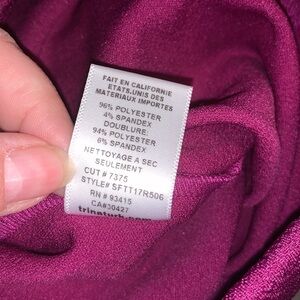 FAIT EN CALIFORNIE
ETATS.UNIS DES
MATERIAUX IMPORTES
96% POLYESTER
4% SPANDEX
DOUBLURE:
94% POLYESTER
6% SPANDEX
NETTOYAGE A SEC
SEULEMENT
CUT # 7375
STYLE# SFTT17R506
RN # 93415
CA#30427